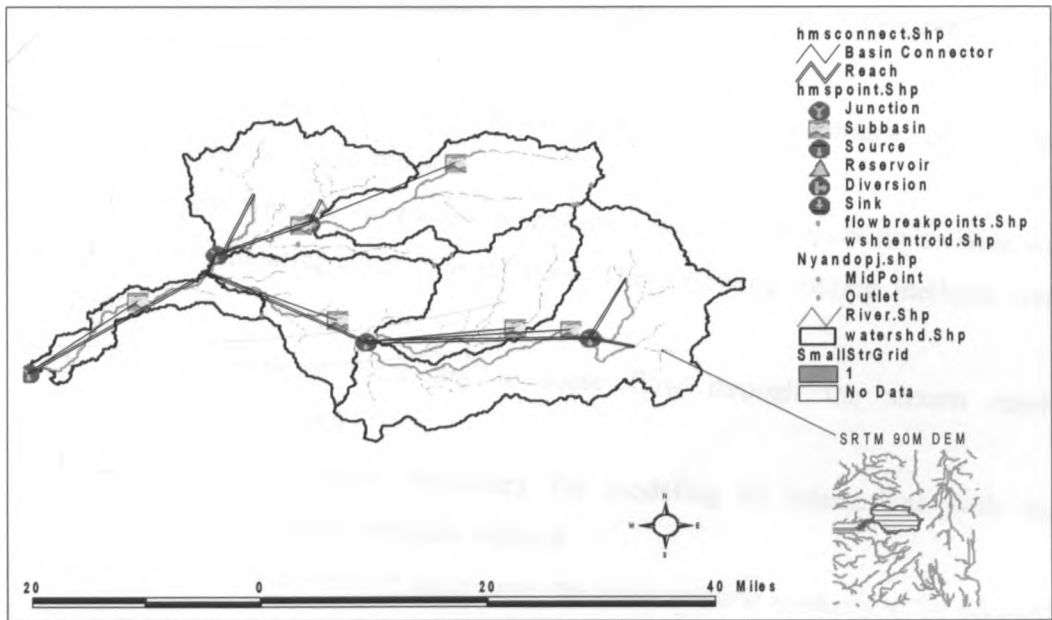 hmsconnect.Shp
Basin Connector
Reach
hmspoint.Shp
Junction
Subbasin
Source
Reservoir
Diversion
Sink
flowbreakpoints.Shp
wshcentroid.Shp
Nyandopj.shp
MidPoint
Outlet
River.Shp
watershd.Shp
SmallStrGrid
1
No Data
SRTM 90M DEM
N
W E
S
20 0 20 40 Miles